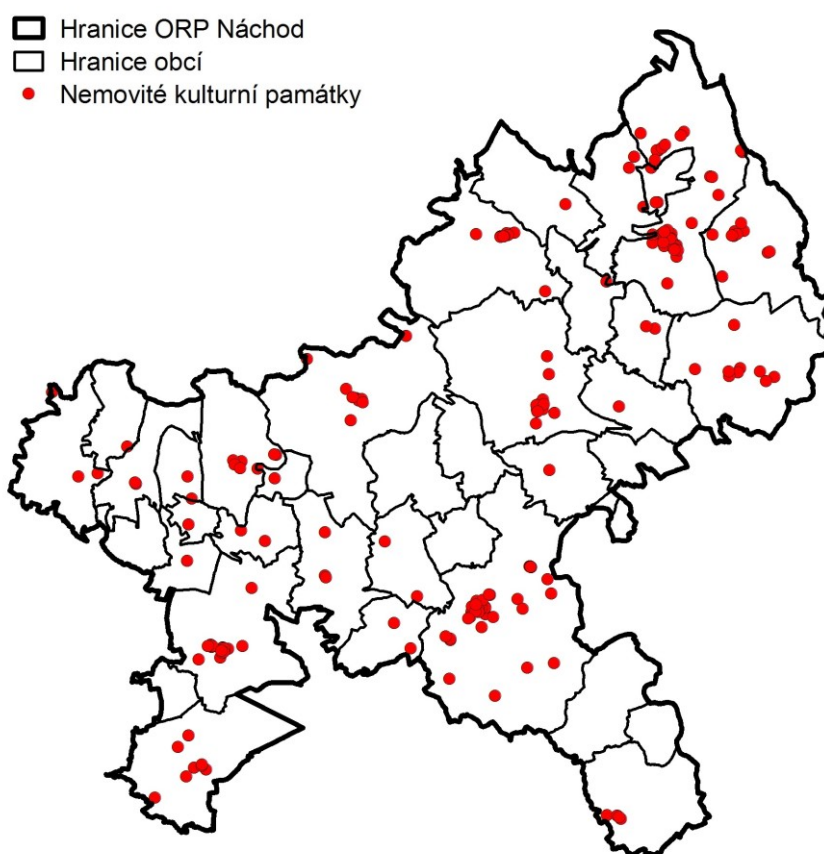 Hranice ORP Náchod
Hranice obcí
Nemovité kulturní památky